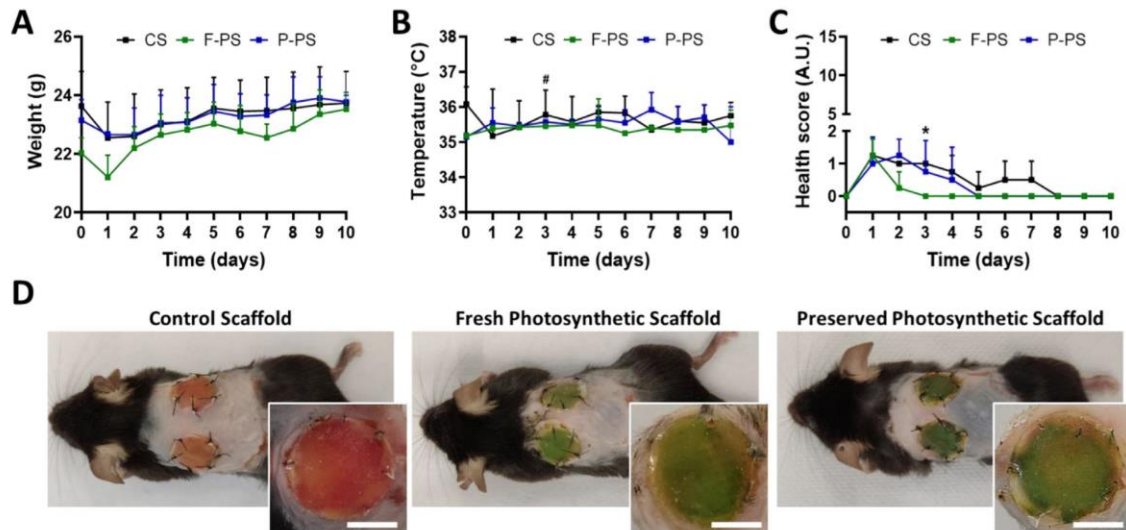 A
CS F-PS P-PS
Weight (g)
26
24
22
20
0 1 2 3 4 5 6 7 8 9 10
Time (days)
B
CS F-PS P-PS
Temperature (°C)
38
37
36
35
34
33
#
0 1 2 3 4 5 6 7 8 9 10
Time (days)
C
CS F-PS P-PS
Health score (A.U.)
15
10
5
2
1
0
*
0 1 2 3 4 5 6 7 8 9 10
Time (days)
D
Control Scaffold
Fresh Photosynthetic Scaffold
Preserved Photosynthetic Scaffold